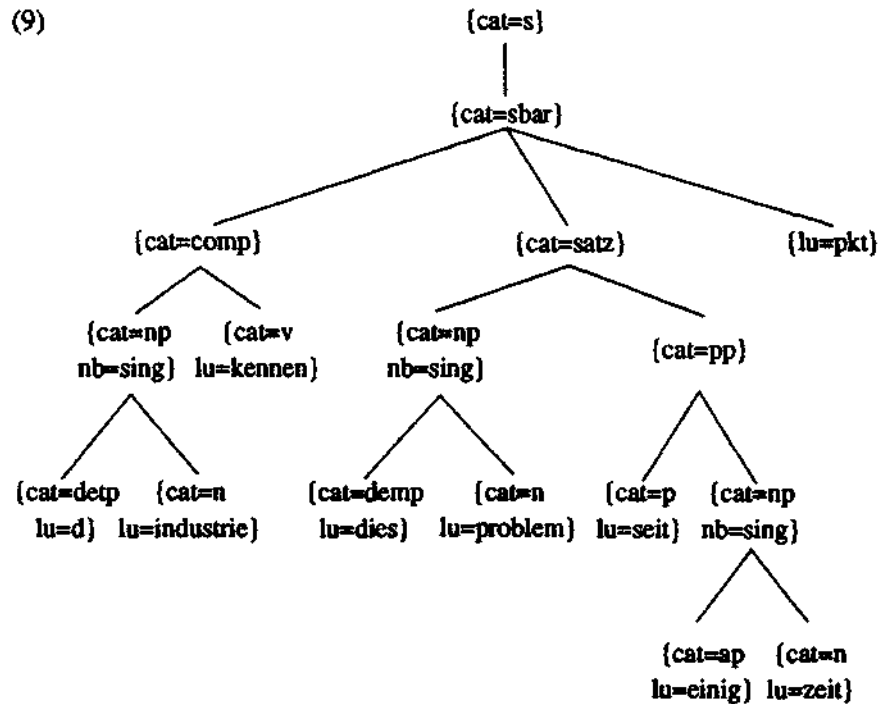 (9)
{cat=s}
{cat=sbar}
{cat=comp} {cat=satz} {lu=pkt}
{cat=np {cat=v {cat=np {cat=pp}
nb=sing} lu=kennen} nb=sing}
{cat=detp {cat=n {cat=demp {cat=n {cat=p {cat=np
lu=d} lu=industrie} lu=dies} lu=problem} lu=seit} nb=sing}
{cat=ap {cat=n
lu=einig} lu=zeit}